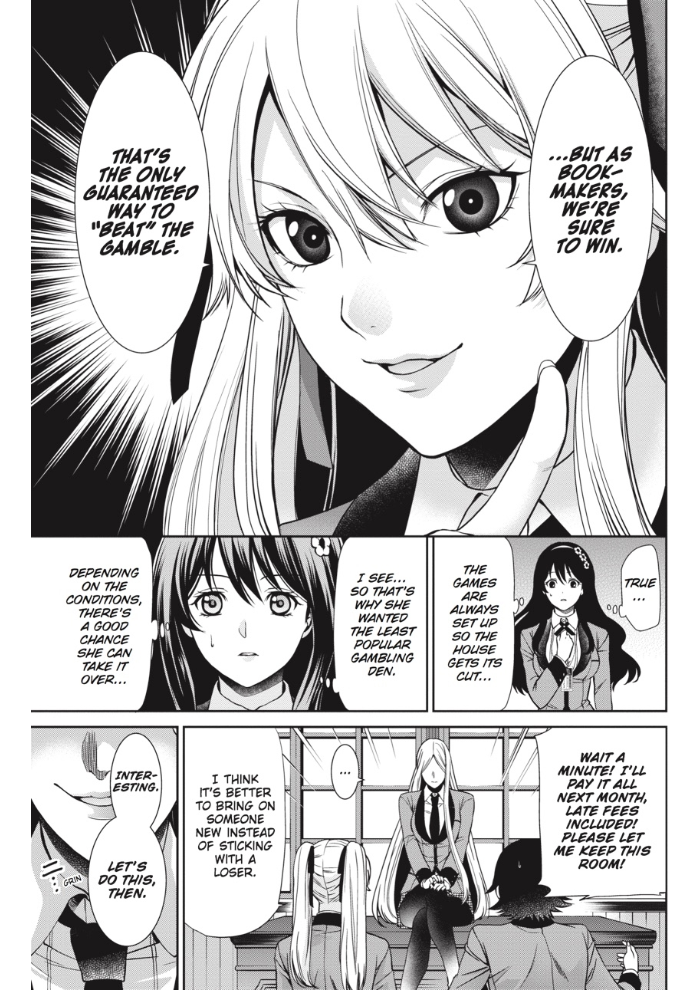 ...BUT AS
BOOK-
MAKERS,
WE'RE
SURE
TO WIN.
THAT'S
THE ONLY
GUARANTEED
WAY TO
"BEAT" THE
GAMBLE.
TRUE
...
THE
GAMES
ARE
ALWAYS
SET UP
SO THE
HOUSE
GETS ITS
CUT...
I SEE...
SO THAT'S
WHY SHE
WANTED
THE LEAST
POPULAR
GAMBLING
DEN.
DEPENDING
ON THE
CONDITIONS,
THERE'S
A GOOD
CHANCE
SHE CAN
TAKE IT
OVER...
WAIT A
MINUTE! I'LL
PAY IT ALL
NEXT MONTH,
LATE FEES
INCLUDED!
PLEASE LET
ME KEEP THIS
ROOM!
...
I THINK
IT'S BETTER
TO BRING ON
SOMEONE
NEW INSTEAD
OF STICKING
WITH A
LOSER.
INTER-
ESTING.
LET'S
DO THIS,
THEN.
ニ...
GRIN